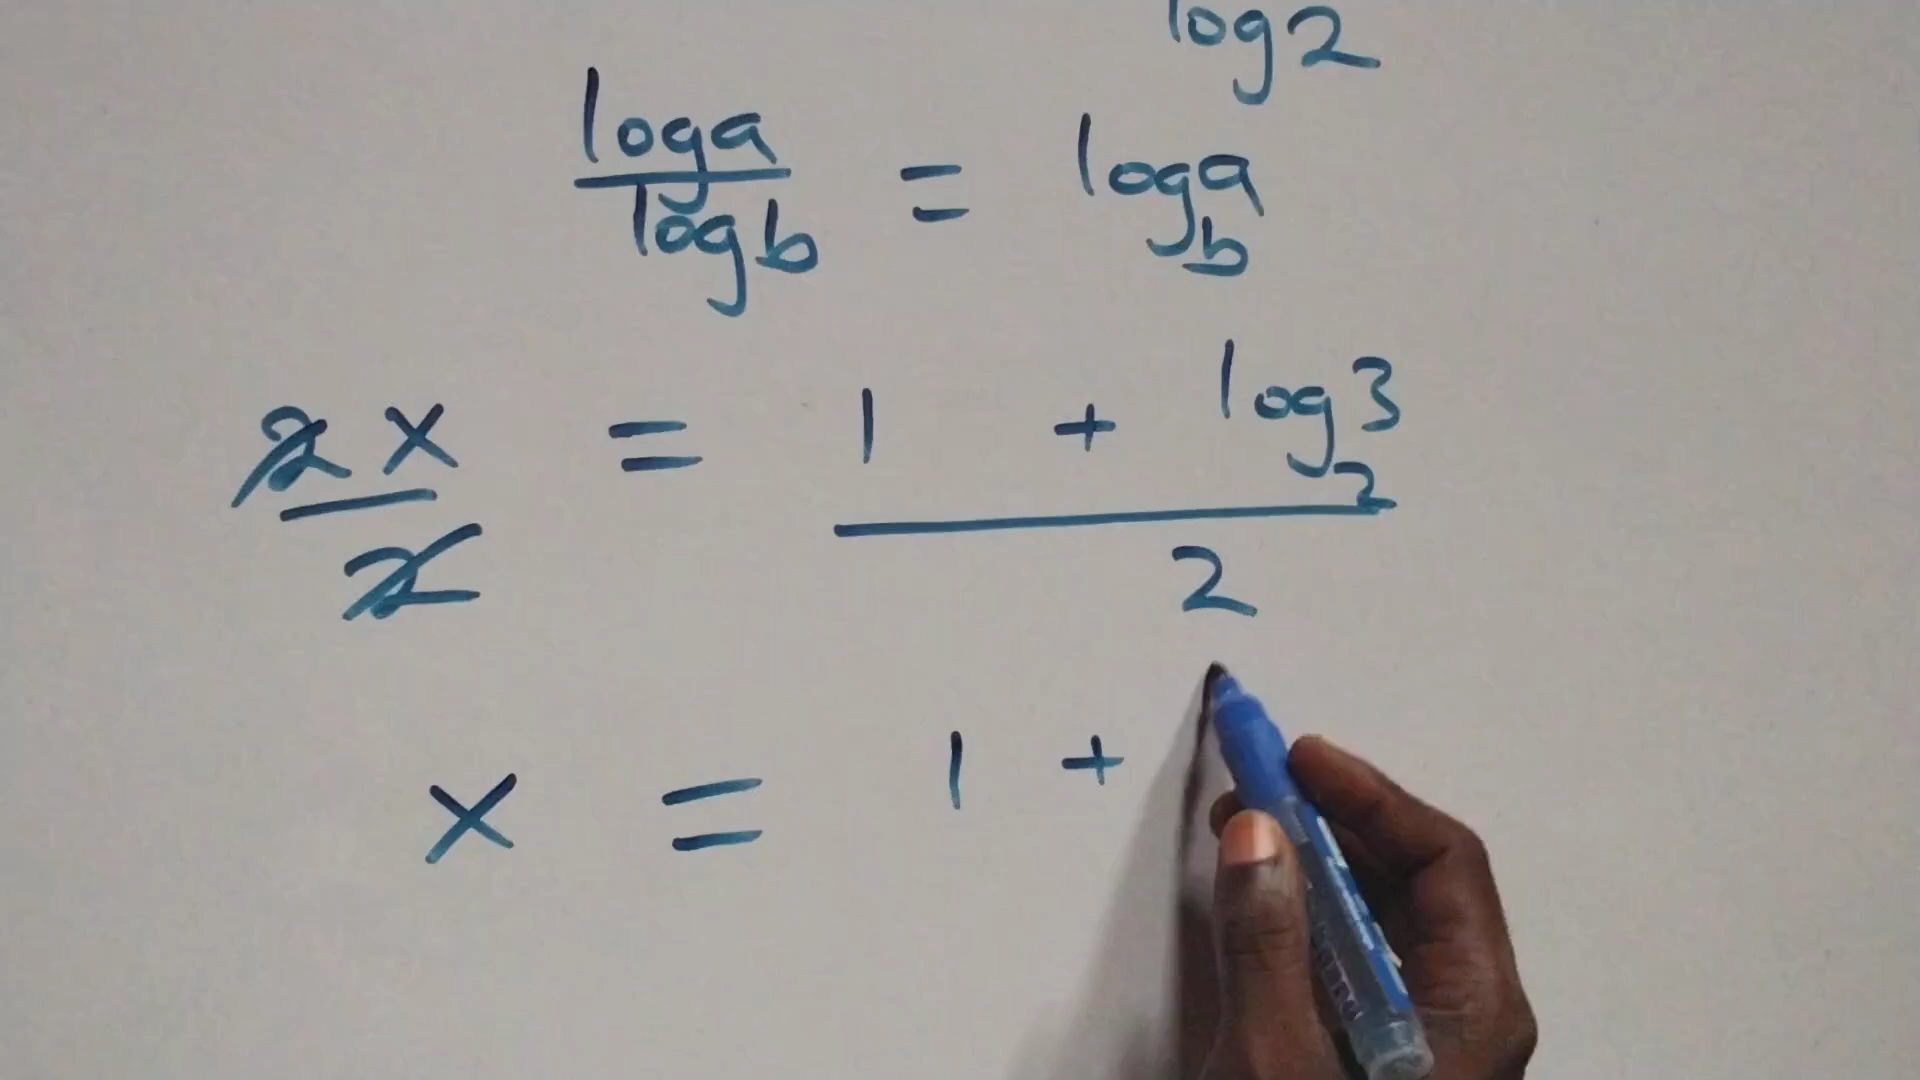 log2
loga/logb = log_b a
2x/2 = (1 + log_2 3)/2
x = 1 +